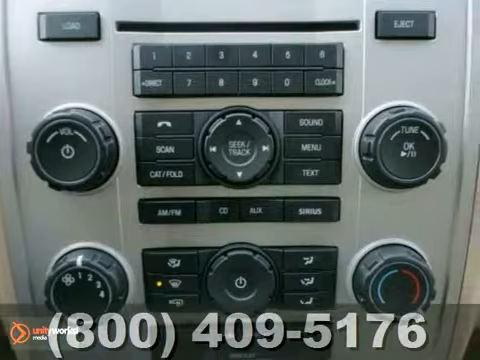 LOAD
EJECT
1 2 3 4 5 6
DIRECT 7 8 9 0 CLOCK
VOL
SOUND
TUNE
SCAN
SEEK/
TRACK
MENU
OK
CAT/FOLD
TEXT
AM/FM CD AUX SIRIUS
1
2
3
4
unityworks!
media
(800) 409-5176